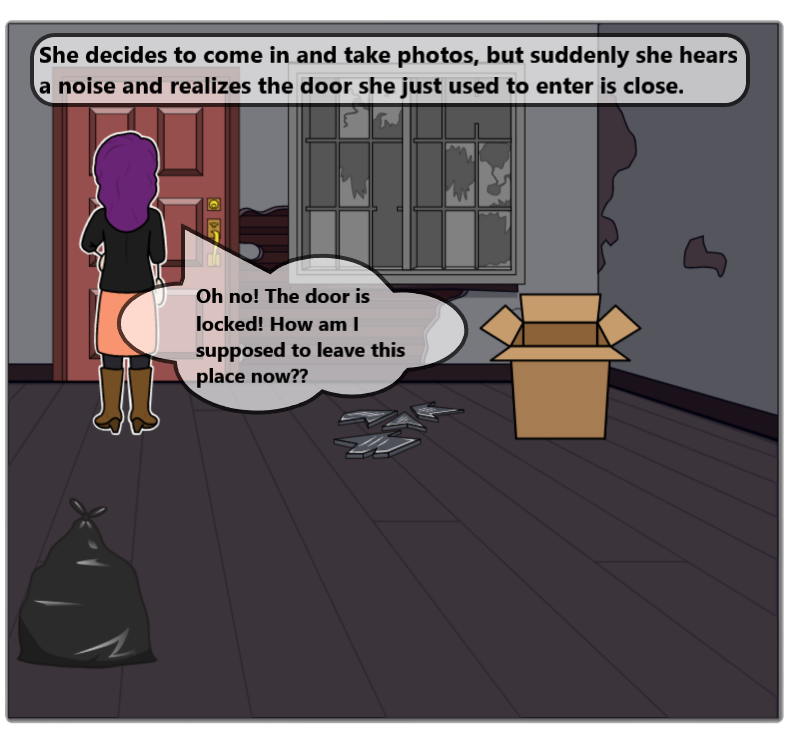 She decides to come in and take photos, but suddenly she hears
a noise and realizes the door she just used to enter is close.
Oh no! The door is
locked! How am I
supposed to leave this
place now??